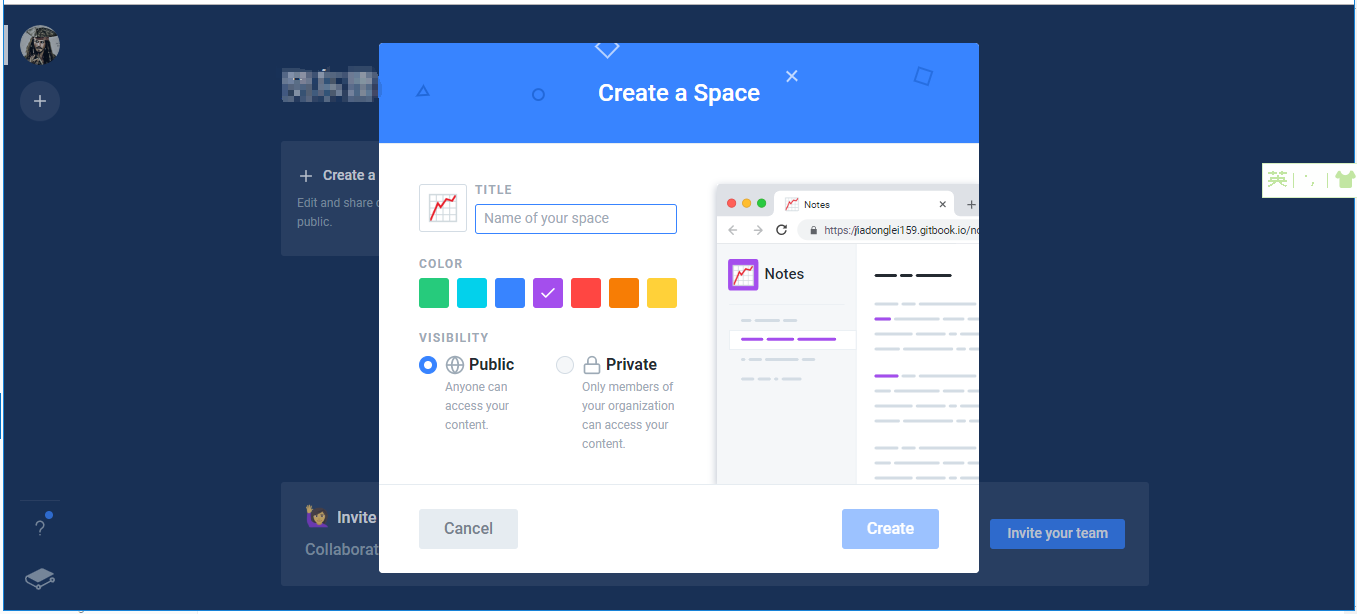 Create a Space
Create a
Edit and share
public.
TITLE
Name of your space
COLOR
VISIBILITY
Public
Anyone can
access your
content.
Private
Only members of
your organization
can access your
content.
Notes
https://jiadonglei159.gitbook.io/no
Notes
英
Invite
Collaborat
Cancel
Create
Invite your team